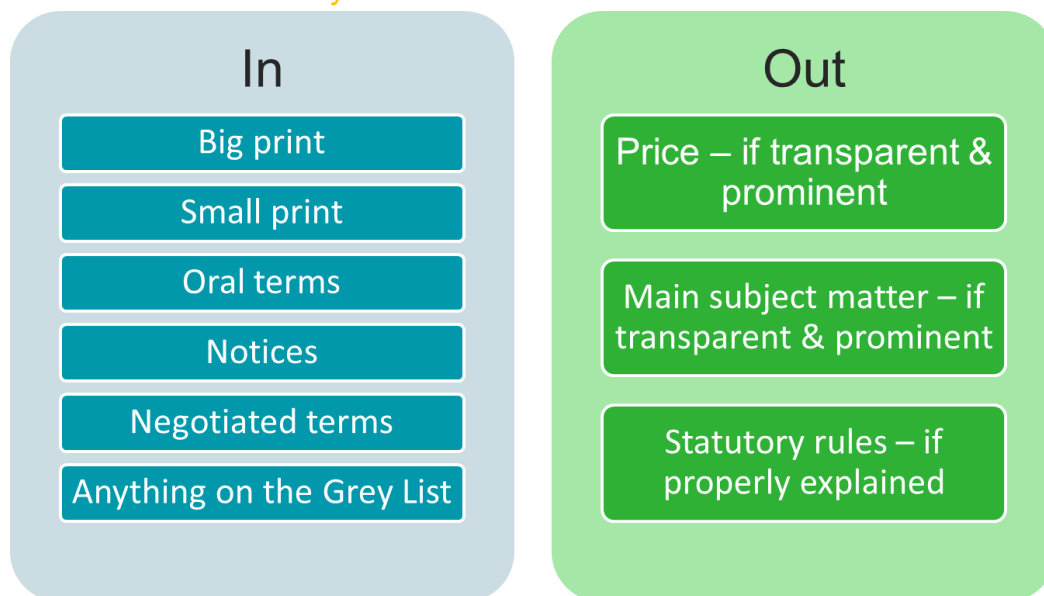 In
Big print
Small print
Oral terms
Notices
Negotiated terms
Anything on the Grey List
Out
Price – if transparent &
prominent
Main subject matter – if
transparent & prominent
Statutory rules – if
properly explained